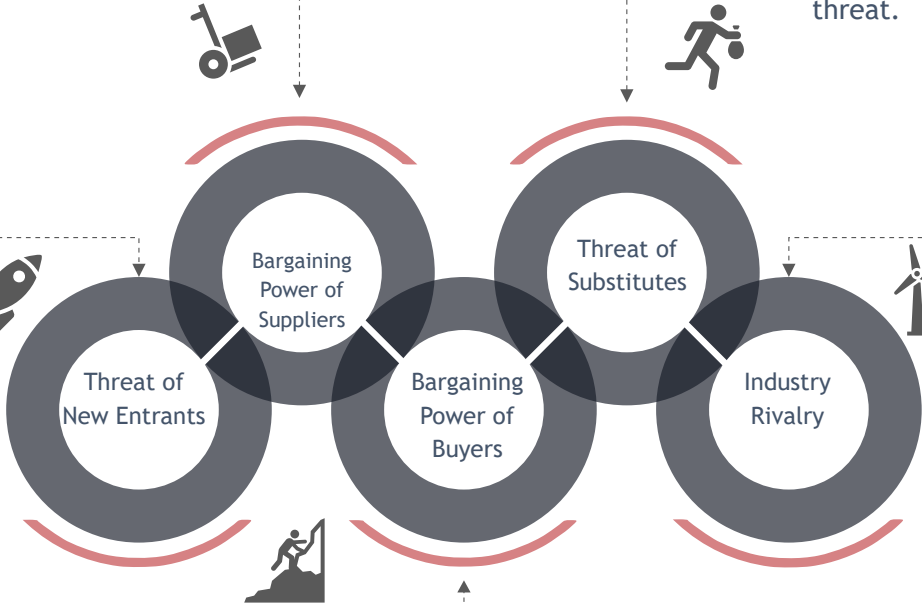 threat.
Bargaining
Power of
Suppliers
Threat of
Substitutes
Threat of
New Entrants
Bargaining
Power of
Buyers
Industry
Rivalry